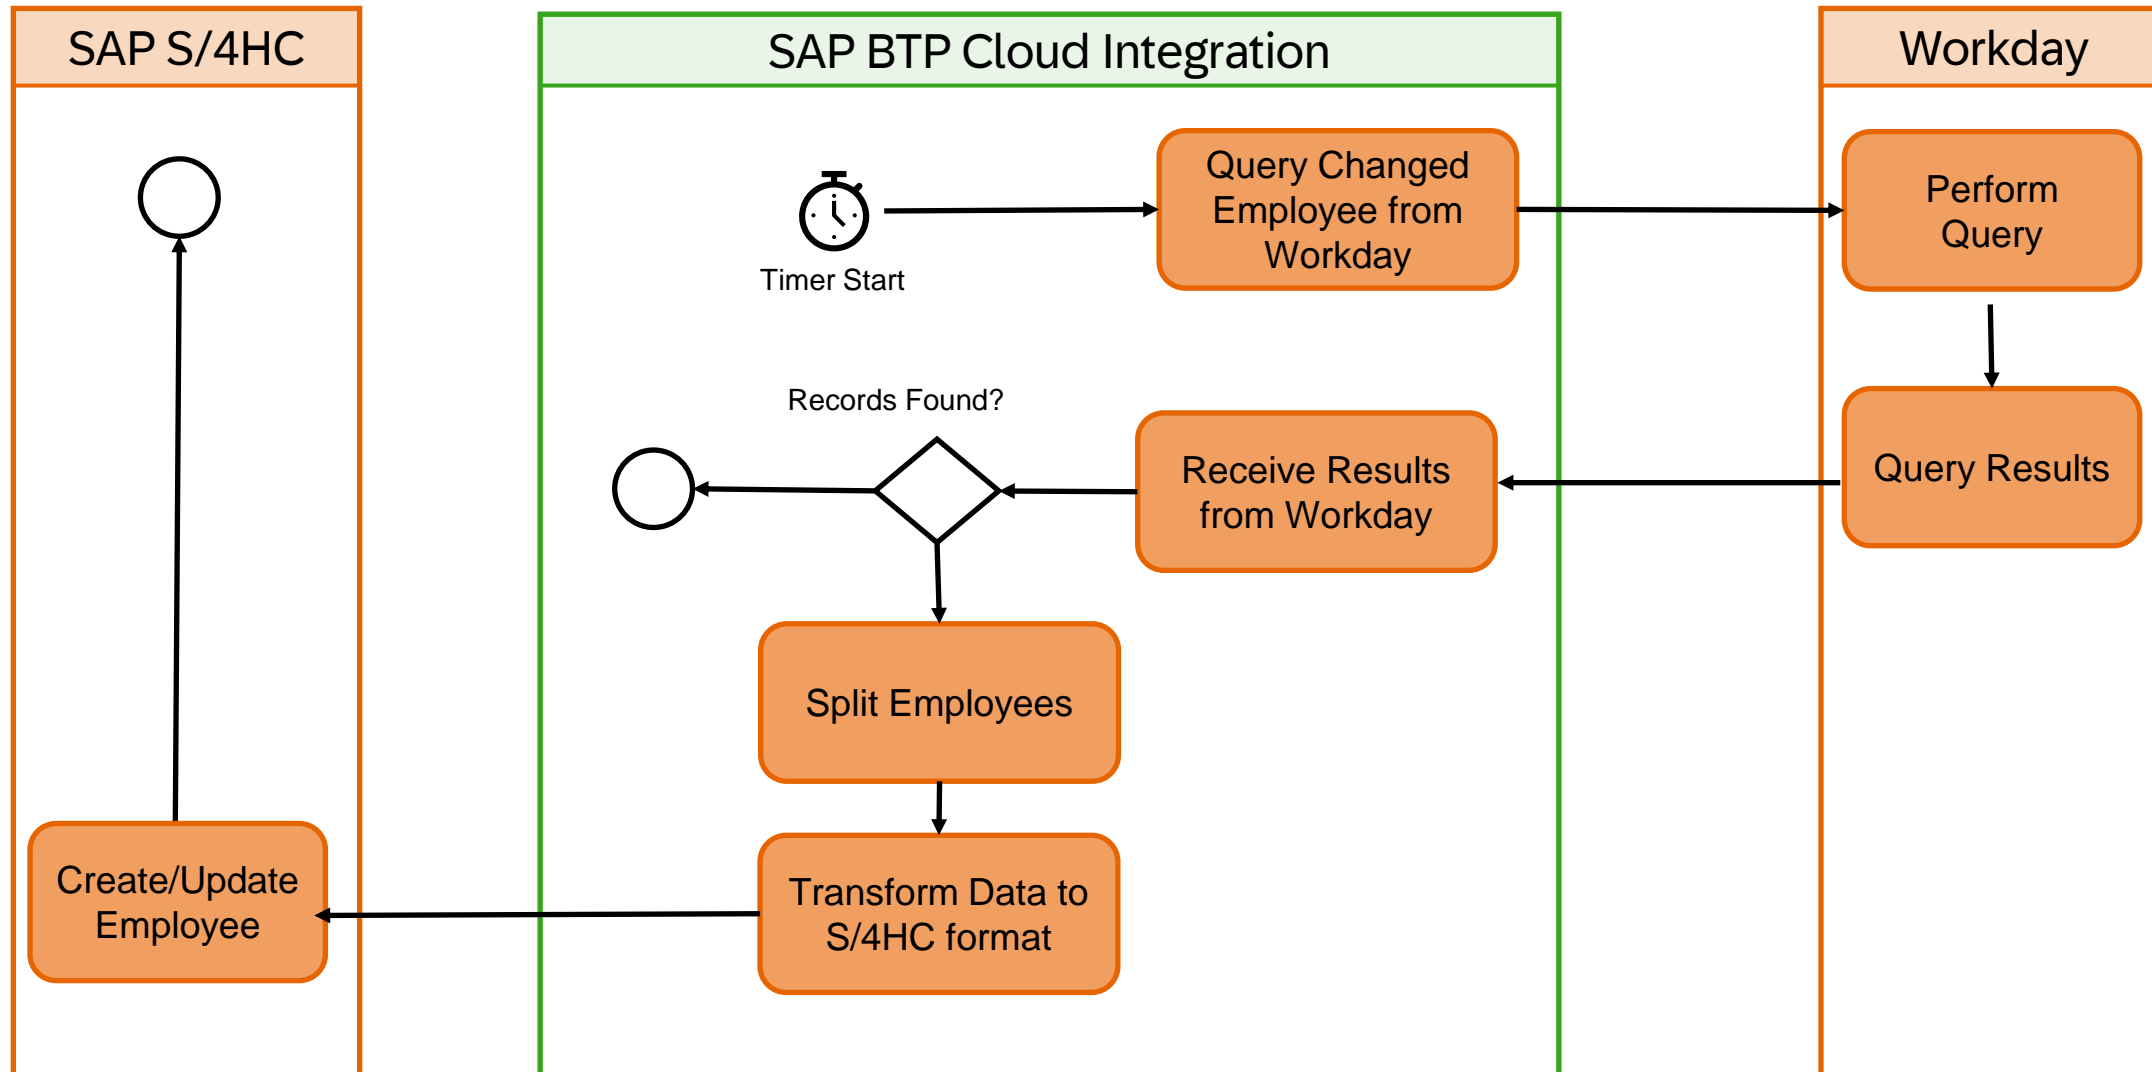 SAP S/4HC
SAP BTP Cloud Integration
Workday
Query Changed
Employee from
Workday
Perform
Query
Timer Start
Records Found?
Receive Results
from Workday
Query Results
Split Employees
Create/Update
Employee
Transform Data to
S/4HC format